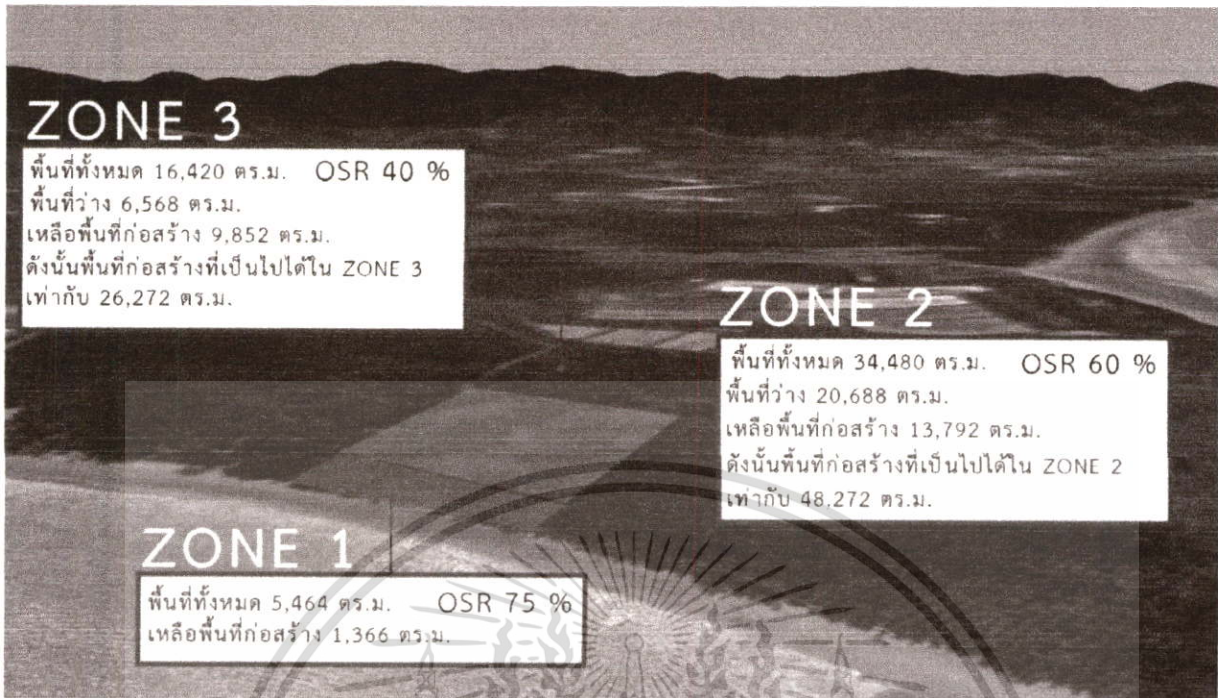 ZONE 3
พื้นที่ทั้งหมด 16,420 ตร.ม. OSR 40 %
พื้นที่ว่าง 6,568 ตร.ม.
เหลือพื้นที่ก่อสร้าง 9,852 ตร.ม.
ดังนั้นพื้นที่ก่อสร้างที่เป็นไปได้ใน ZONE 3
เท่ากับ 26,272 ตร.ม.
ZONE 2
พื้นที่ทั้งหมด 34,480 ตร.ม. OSR 60 %
พื้นที่ว่าง 20,688 ตร.ม.
เหลือพื้นที่ก่อสร้าง 13,792 ตร.ม.
ดังนั้นพื้นที่ก่อสร้างที่เป็นไปได้ใน ZONE 2
เท่ากับ 48,272 ตร.ม.
ZONE 1
พื้นที่ทั้งหมด 5,464 ตร.ม. OSR 75 %
เหลือพื้นที่ก่อสร้าง 1,366 ตร.ม.